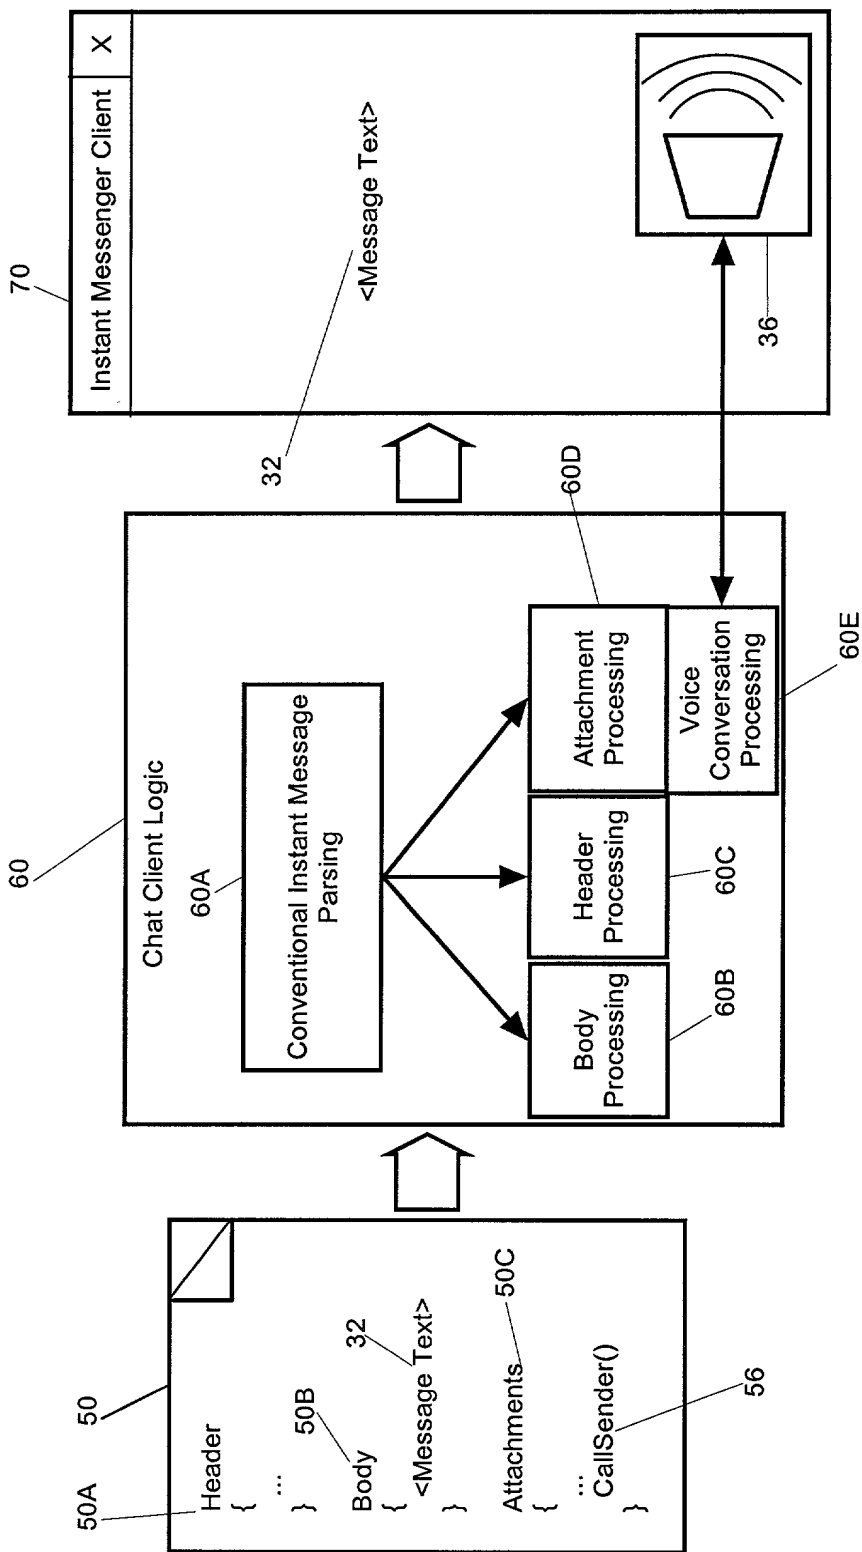 50
50A
Header
{
...
}
50B
Body
{
32
<Message Text>
}
50C
Attachments
{
...
CallSender()
}
56
60
Chat Client Logic
60A
Conventional Instant Message
Parsing
Body
Processing
60B
Header
Processing
60C
Attachment
Processing
60D
Voice
Conversation
Processing
60E
70
Instant Messenger Client
X
32
<Message Text>
36